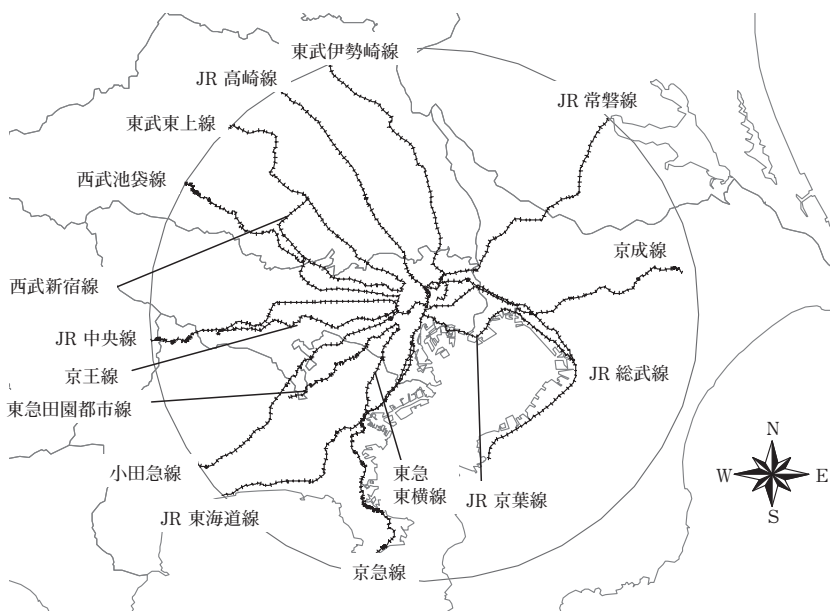 東武伊勢崎線
JR 高崎線
JR 常磐線
東武東上線
西武池袋線
京成線
西武新宿線
JR 中央線
京王線
JR 総武線
東急田園都市線
小田急線
東急
東横線
JR 京葉線
JR 東海道線
京急線
N
W
E
S